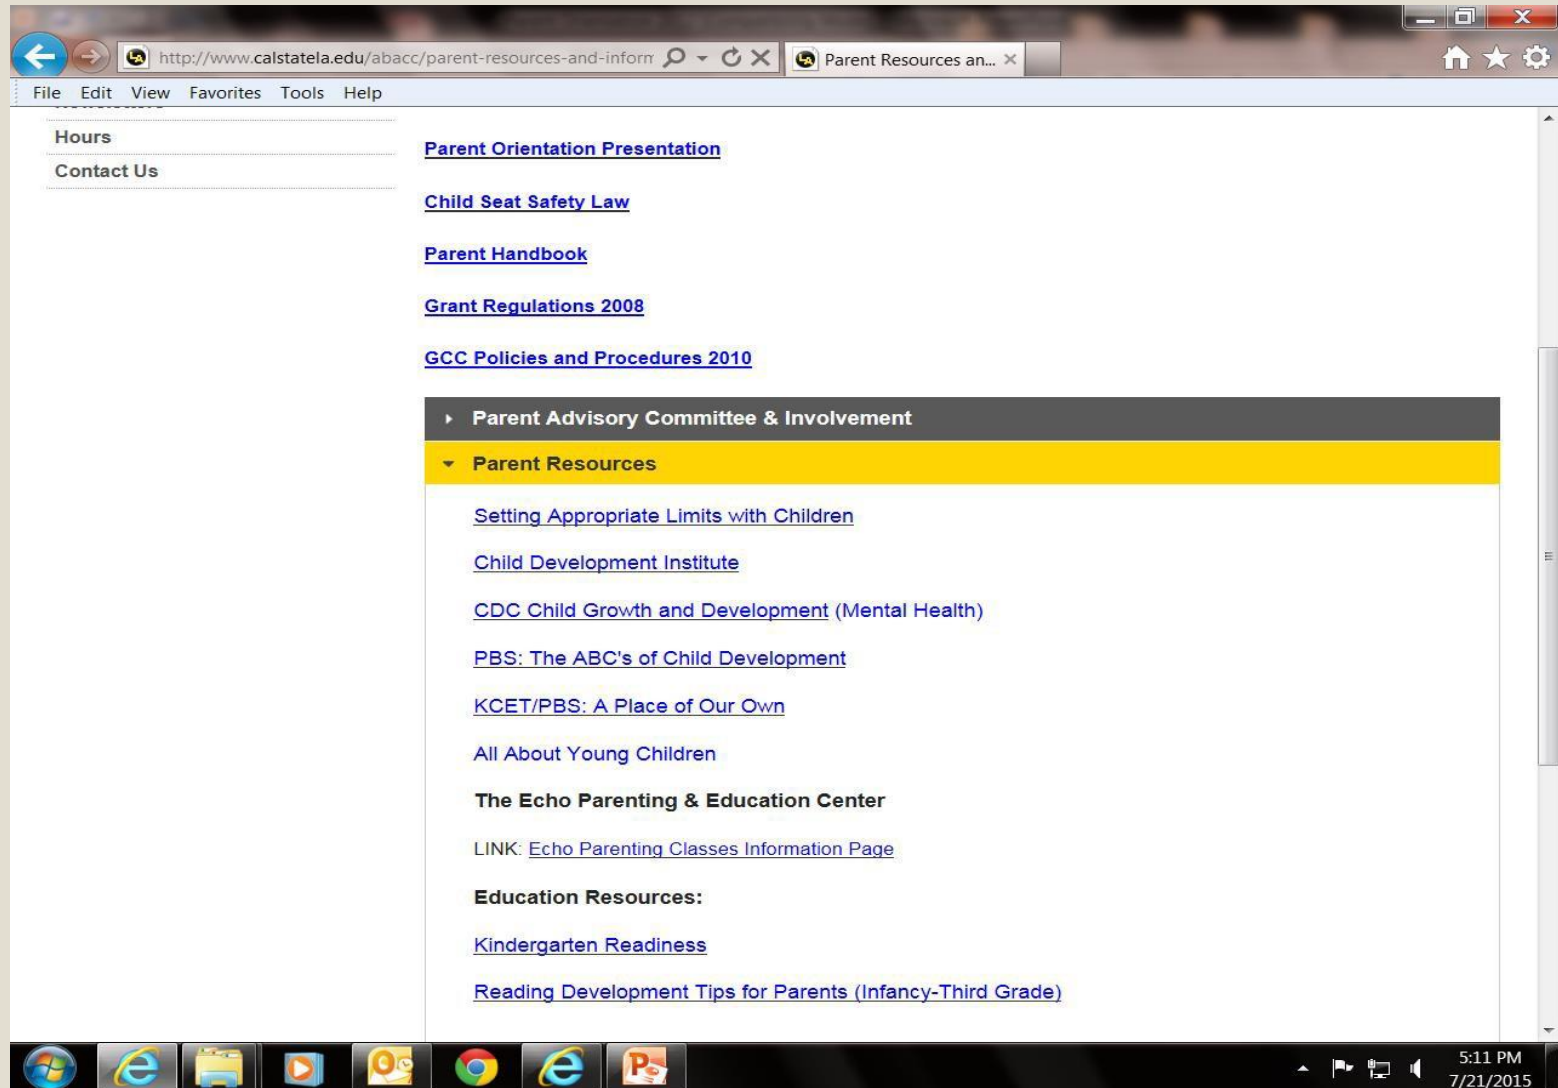 http://www.calstatela.edu/abacc/parent-resources-and-inform
Parent Resources an...
File Edit View Favorites Tools Help
Hours
Contact Us
Parent Orientation Presentation
Child Seat Safety Law
Parent Handbook
Grant Regulations 2008
GCC Policies and Procedures 2010
Parent Advisory Committee & Involvement
Parent Resources
Setting Appropriate Limits with Children
Child Development Institute
CDC Child Growth and Development (Mental Health)
PBS: The ABC's of Child Development
KCET/PBS: A Place of Our Own
All About Young Children
The Echo Parenting & Education Center
LINK: Echo Parenting Classes Information Page
Education Resources:
Kindergarten Readiness
Reading Development Tips for Parents (Infancy-Third Grade)
5:11 PM
7/21/2015